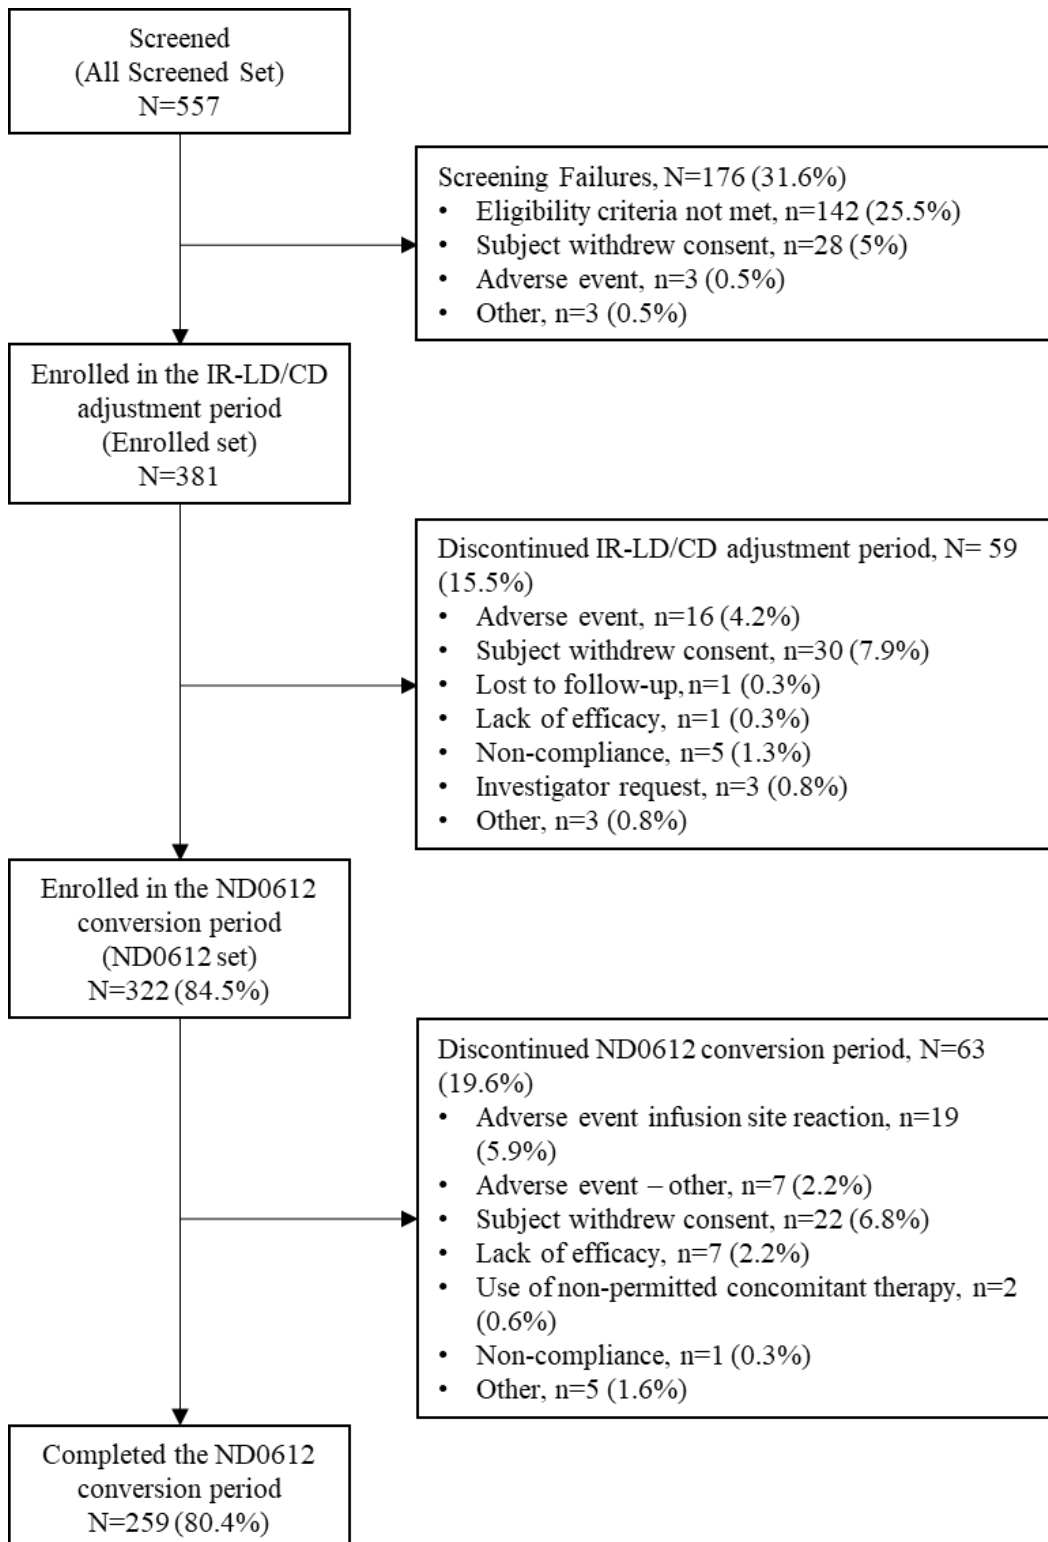 Screened
(All Screened Set)
N=557
Screening Failures, N=176 (31.6%)
• Eligibility criteria not met, n=142 (25.5%)
• Subject withdrew consent, n=28 (5%)
• Adverse event, n=3 (0.5%)
• Other, n=3 (0.5%)
Enrolled in the IR-LD/CD
adjustment period
(Enrolled set)
N=381
Discontinued IR-LD/CD adjustment period, N= 59
(15.5%)
• Adverse event, n=16 (4.2%)
• Subject withdrew consent, n=30 (7.9%)
• Lost to follow-up, n=1 (0.3%)
• Lack of efficacy, n=1 (0.3%)
• Non-compliance, n=5 (1.3%)
• Investigator request, n=3 (0.8%)
• Other, n=3 (0.8%)
Enrolled in the ND0612
conversion period
(ND0612 set)
N=322 (84.5%)
Discontinued ND0612 conversion period, N=63
(19.6%)
• Adverse event infusion site reaction, n=19
(5.9%)
• Adverse event – other, n=7 (2.2%)
• Subject withdrew consent, n=22 (6.8%)
• Lack of efficacy, n=7 (2.2%)
• Use of non-permitted concomitant therapy, n=2
(0.6%)
• Non-compliance, n=1 (0.3%)
• Other, n=5 (1.6%)
Completed the ND0612
conversion period
N=259 (80.4%)